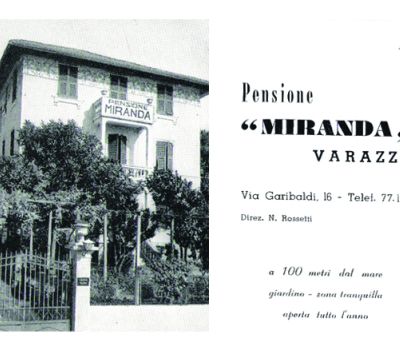 PENSIONE
MIRANDA
Pensione
“MIRANDA„
VARAZZ
Via Garibaldi, 16 - Telef. 77.1
Direz. N. Rossetti
a 100 metri dal mare
giardino - zona tranquilla
aperta tutto l'anno